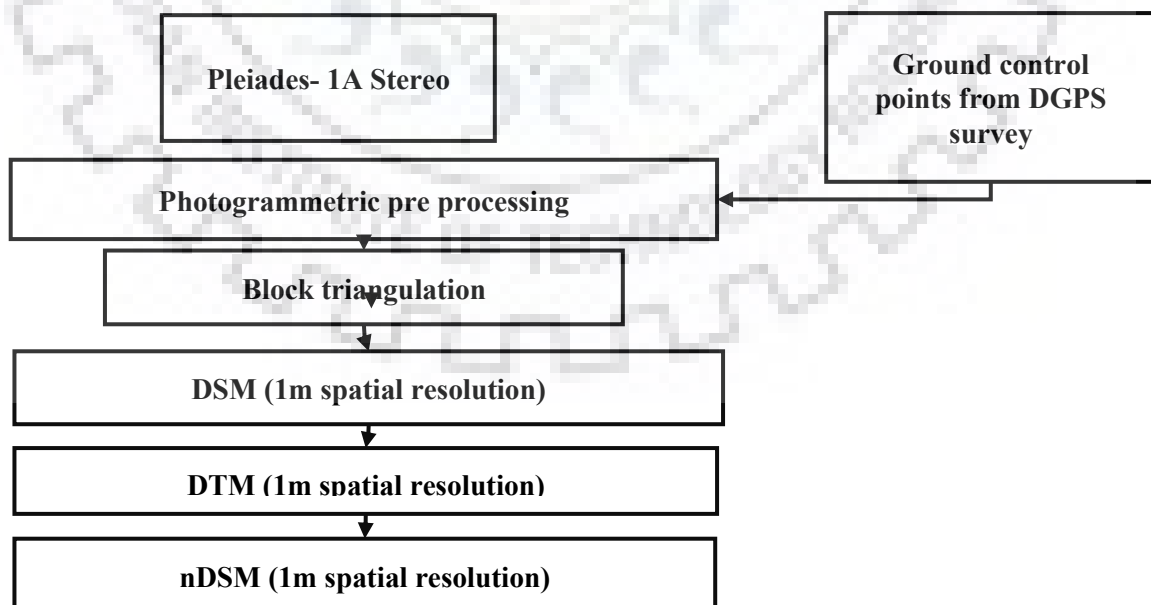 Pleiades- 1A Stereo
Ground control
points from DGPS
survey
Photogrammetric pre processing
Block triangulation
DSM (1m spatial resolution)
DTM (1m spatial resolution)
nDSM (1m spatial resolution)